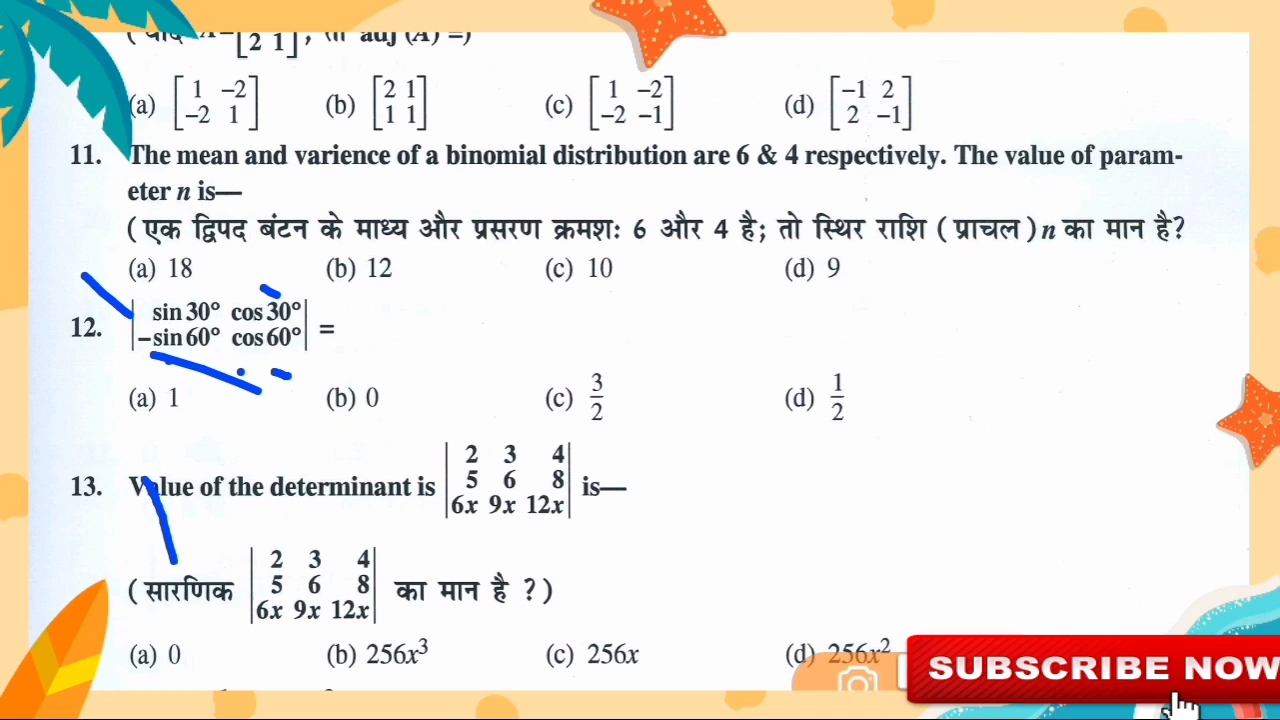 2 1], तो adj (A) =)
(a) [1 −2 −2 1] (b) [2 1 1 1] (c) [1 −2 −2 −1] (d) [−1 2 2 −1]
11. The mean and varience of a binomial distribution are 6 & 4 respectively. The value of param-
eter n is—
(एक द्विपद बंटन के माध्य और प्रसरण क्रमशः 6 और 4 है; तो स्थिर राशि (प्राचल) n का मान है?
(a) 18 (b) 12 (c) 10 (d) 9
12. |sin 30° cos 30°
−sin 60° cos 60°| =
(a) 1 (b) 0 (c) 3/2 (d) 1/2
13. Value of the determinant is |2 3 4
5 6 8
6x 9x 12x| is—
(सारणिक |2 3 4
5 6 8
6x 9x 12x| का मान है ?)
(a) 0 (b) 256x³ (c) 256x (d) 256x²
SUBSCRIBE NOW